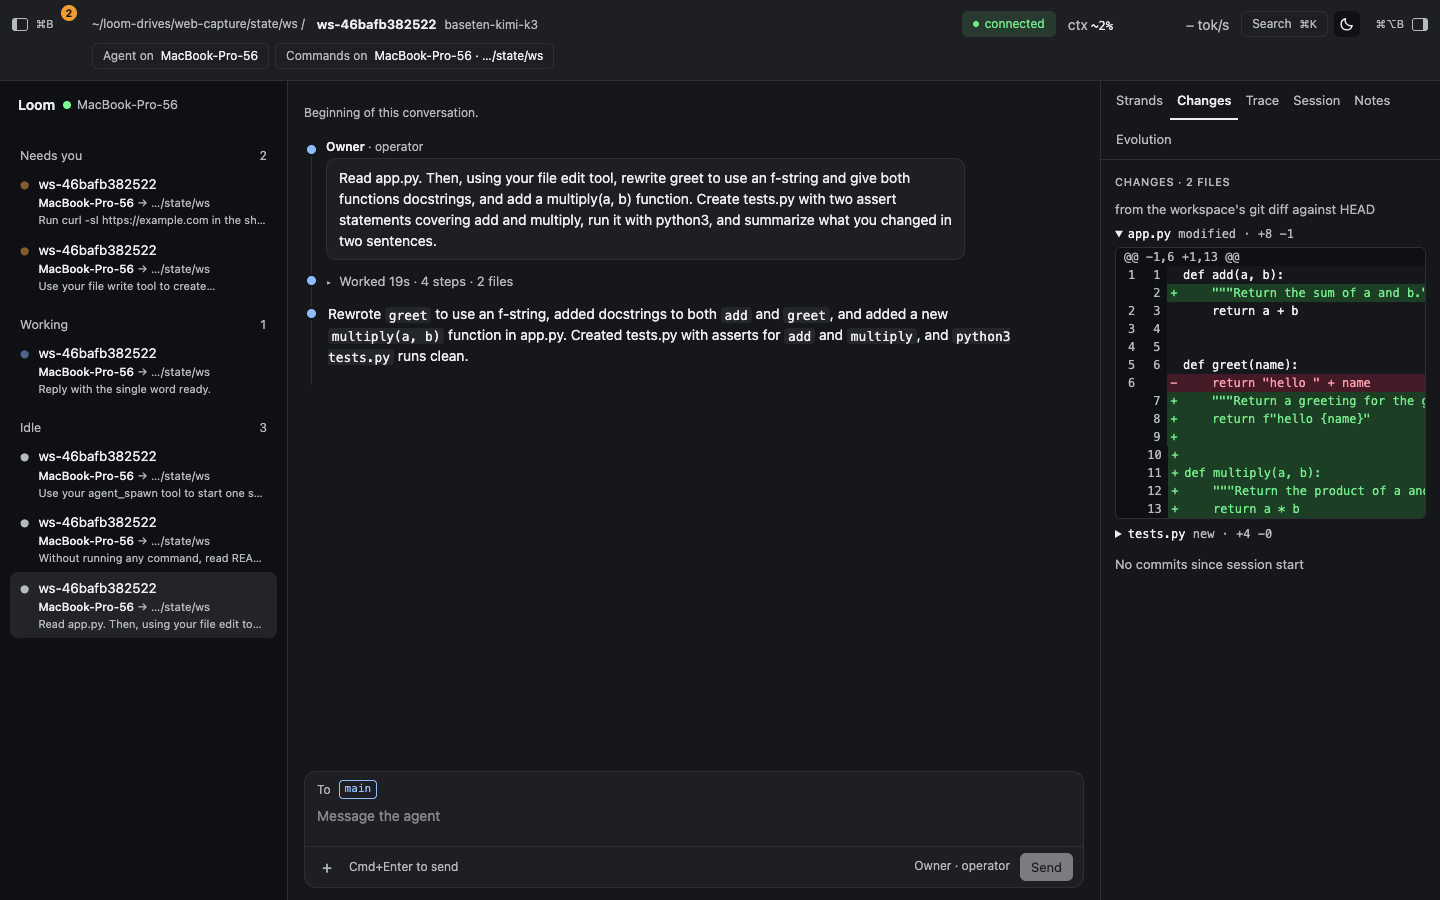 ⌘B
2
~/loom-drives/web-capture/state/ws / ws-46bafb382522 baseten-kimi-k3
connected
ctx ~2%
– tok/s
Search ⌘K
⌘⌥B
Agent on MacBook-Pro-56
Commands on MacBook-Pro-56 · …/state/ws
Loom MacBook-Pro-56
Needs you 2
ws-46bafb382522
MacBook-Pro-56 → …/state/ws
Run curl -sI https://example.com in the sh…
ws-46bafb382522
MacBook-Pro-56 → …/state/ws
Use your file write tool to create…
Working 1
ws-46bafb382522
MacBook-Pro-56 → …/state/ws
Reply with the single word ready.
Idle 3
ws-46bafb382522
MacBook-Pro-56 → …/state/ws
Use your agent_spawn tool to start one s…
ws-46bafb382522
MacBook-Pro-56 → …/state/ws
Without running any command, read REA…
ws-46bafb382522
MacBook-Pro-56 → …/state/ws
Read app.py. Then, using your file edit to…
Beginning of this conversation.
Owner · operator
Read app.py. Then, using your file edit tool, rewrite greet to use an f-string and give both
functions docstrings, and add a multiply(a, b) function. Create tests.py with two assert
statements covering add and multiply, run it with python3, and summarize what you changed in
two sentences.
Worked 19s · 4 steps · 2 files
Rewrote greet to use an f-string, added docstrings to both add and greet, and added a new
multiply(a, b) function in app.py. Created tests.py with asserts for add and multiply, and python3
tests.py runs clean.
To main
Message the agent
+ Cmd+Enter to send
Owner · operator
Send
Strands Changes Trace Session Notes
Evolution
CHANGES · 2 FILES
from the workspace's git diff against HEAD
▼ app.py modified · +8 −1
@@ −1,6 +1,13 @@
1 1 def add(a, b):
2 + """Return the sum of a and b."
2 3 return a + b
3 4
4 5
5 6 def greet(name):
6 − return "hello " + name
7 + """Return a greeting for the g
8 + return f"hello {name}"
9 +
10 +
11 + def multiply(a, b):
12 + """Return the product of a and
13 + return a * b
▶ tests.py new · +4 −0
No commits since session start